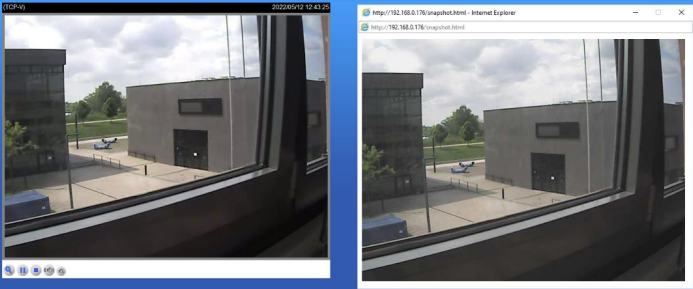 (TCP-V) 2022/05/12 12:43:25
http://192.168.0.176/snapshot.html - Internet Explorer
http://192.168.0.176/snapshot.html